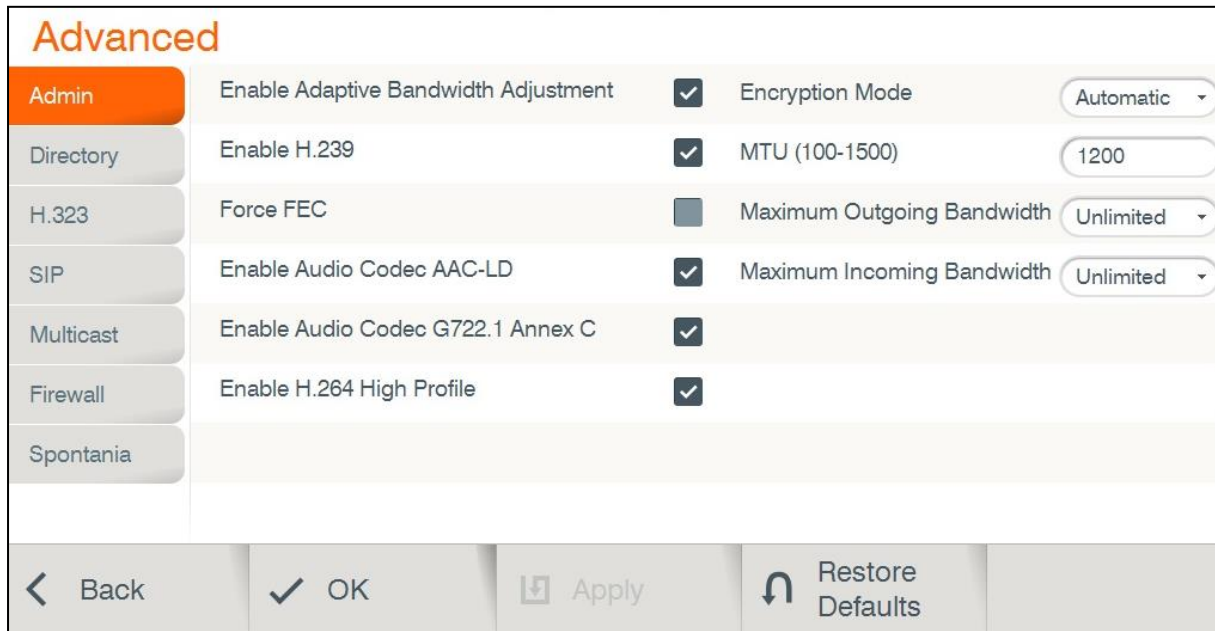 Advanced
Admin
Enable Adaptive Bandwidth Adjustment
Encryption Mode
Automatic
Directory
Enable H.239
MTU (100-1500)
1200
H.323
Force FEC
Maximum Outgoing Bandwidth
Unlimited
SIP
Enable Audio Codec AAC-LD
Maximum Incoming Bandwidth
Unlimited
Multicast
Enable Audio Codec G722.1 Annex C
Firewall
Enable H.264 High Profile
Spontania
Back
OK
Apply
Restore
Defaults